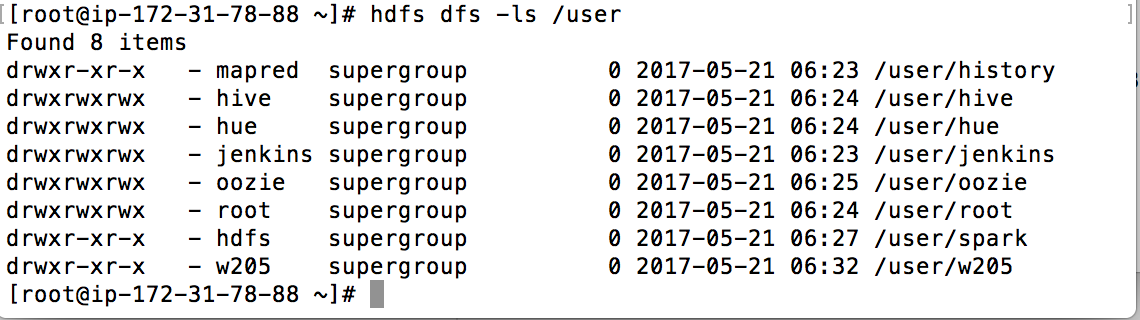 [root@ip-172-31-78-88 ~]# hdfs dfs -ls /user
Found 8 items
drwxr-xr-x   - mapred  supergroup          0 2017-05-21 06:23 /user/history
drwxrwxrwx   - hive    supergroup          0 2017-05-21 06:24 /user/hive
drwxrwxrwx   - hue     supergroup          0 2017-05-21 06:24 /user/hue
drwxrwxrwx   - jenkins supergroup          0 2017-05-21 06:23 /user/jenkins
drwxrwxrwx   - oozie   supergroup          0 2017-05-21 06:25 /user/oozie
drwxrwxrwx   - root    supergroup          0 2017-05-21 06:24 /user/root
drwxr-xr-x   - hdfs    supergroup          0 2017-05-21 06:27 /user/spark
drwxr-xr-x   - w205    supergroup          0 2017-05-21 06:32 /user/w205
[root@ip-172-31-78-88 ~]#